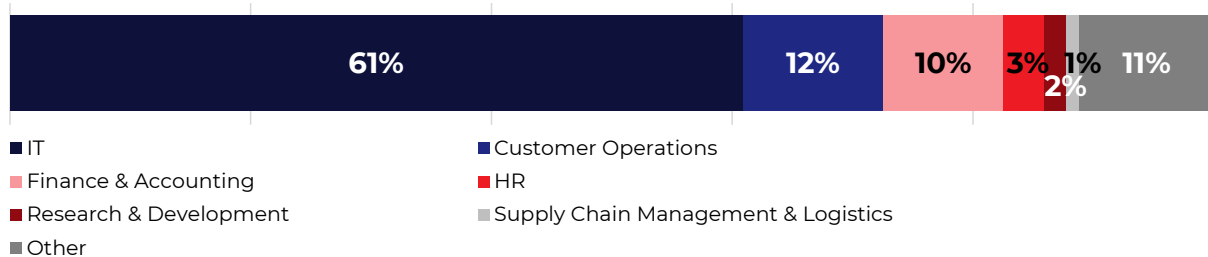 61% 12% 10% 3% 2% 1% 11%
IT
Customer Operations
Finance & Accounting
HR
Research & Development
Supply Chain Management & Logistics
Other